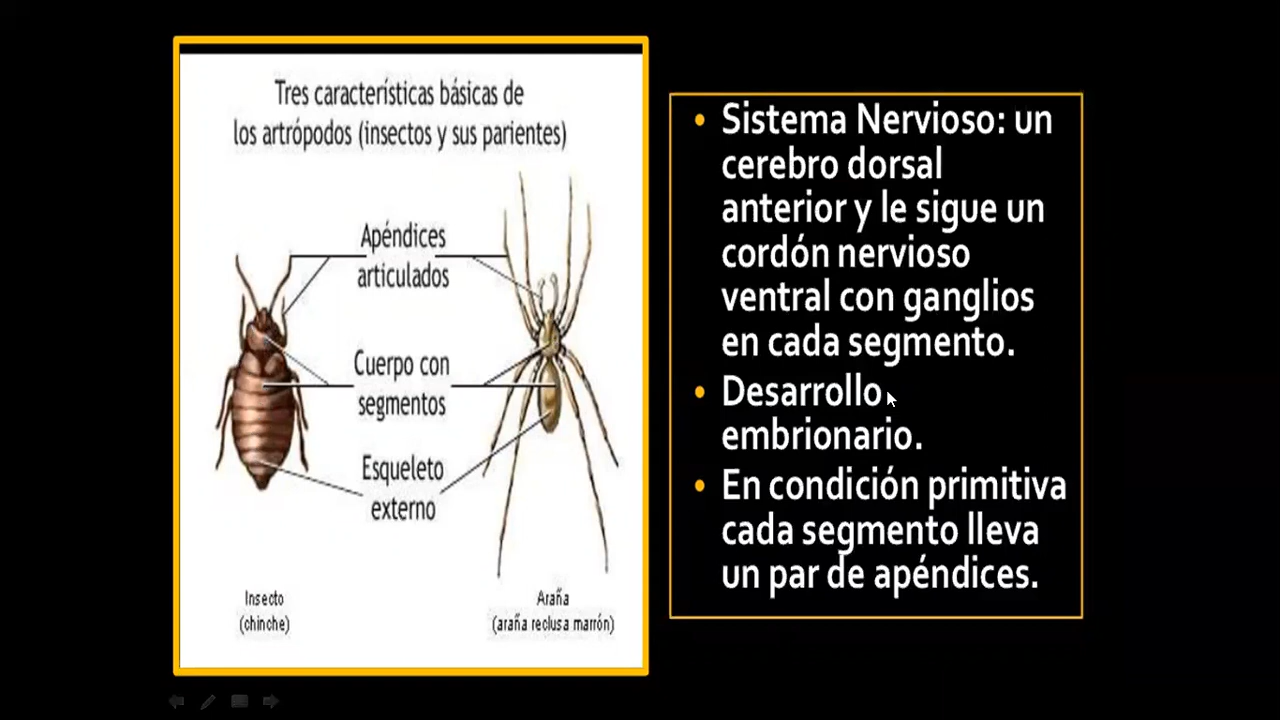 Tres características básicas de
los artrópodos (insectos y sus parientes)
Apéndices
articulados
Cuerpo con
segmentos
Esqueleto
externo
Insecto
(chinche)
Araña
(araña reclusa marrón)
• Sistema Nervioso: un
cerebro dorsal
anterior y le sigue un
cordón nervioso
ventral con ganglios
en cada segmento.
• Desarrollo
embrionario.
• En condición primitiva
cada segmento lleva
un par de apéndices.